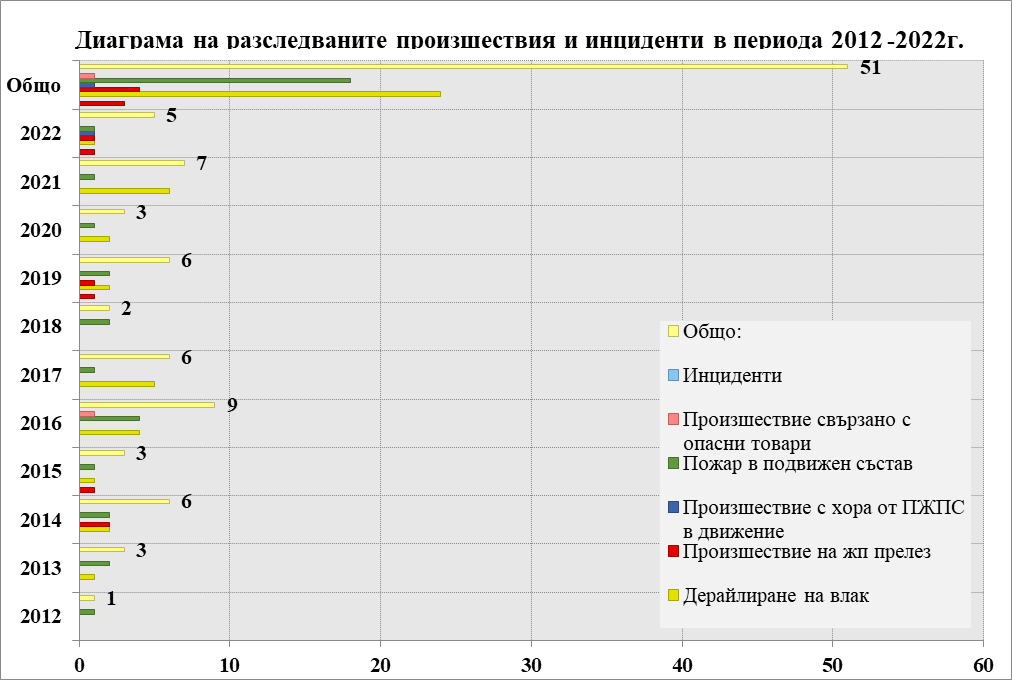 Диаграма на разследваните произшествия и инциденти в периода 2012 -2022г.
Общо
51
2022
5
2021
7
2020
3
2019
6
2018
2
2017
6
2016
9
2015
3
2014
6
2013
3
2012
1
Общо:
Инциденти
Произшествие свързано с
опасни товари
Пожар в подвижен състав
Произшествие с хора от ПЖПС
в движение
Произшествие на жп прелез
Дерайлиране на влак
0 10 20 30 40 50 60